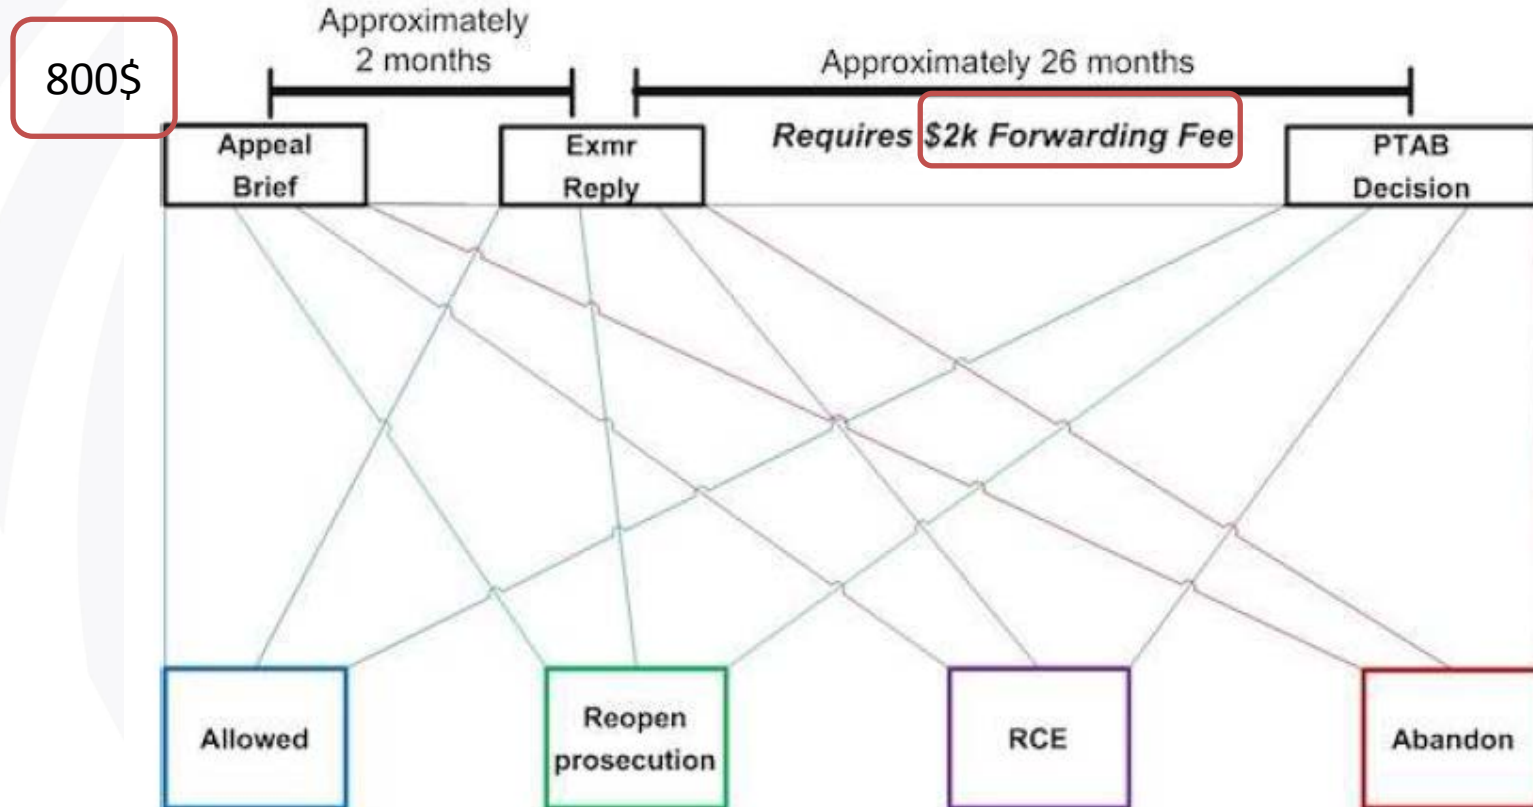 800$
Approximately
2 months
Approximately 26 months
Requires $2k Forwarding Fee
Appeal
Brief
Exmr
Reply
PTAB
Decision
Allowed
Reopen
prosecution
RCE
Abandon